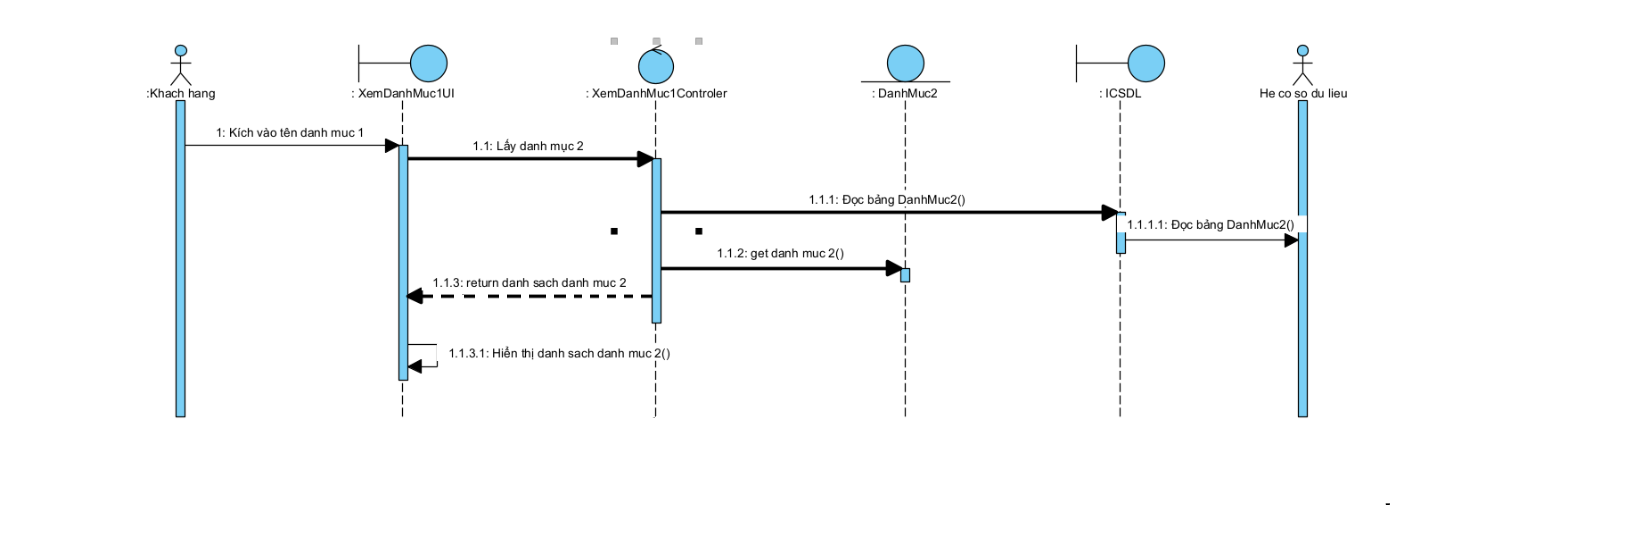 :Khach hang
: XemDanhMuc1UI
: XemDanhMuc1Controler
: DanhMuc2
: ICSDL
He co so du lieu
1: Kích vào tên danh muc 1
1.1: Lấy danh mục 2
1.1.1: Đọc bảng DanhMuc2()
1.1.1.1: Đọc bảng DanhMuc2()
1.1.2: get danh muc 2()
1.1.3: return danh sach danh muc 2
1.1.3.1: Hiển thị danh sach danh muc 2()